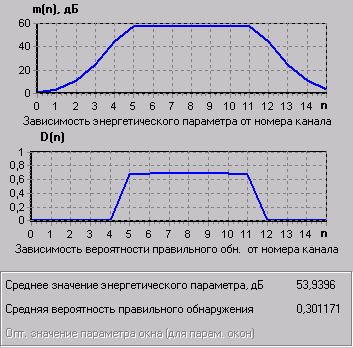 m(n), дБ
60
40
20
0
0 1 2 3 4 5 6 7 8 9 10 11 12 13 14 n
Зависимость энергетического параметра от номера канала
D(n)
1
0,8
0,6
0,4
0,2
0
0 1 2 3 4 5 6 7 8 9 10 11 12 13 14 n
Зависимость вероятности правильного обн. от номера канала
Среднее значение энергетического параметра, дБ 53,9396
Средняя вероятность правильного обнаружения 0,301171
Опт. значение параметра окна (для парам. окон)